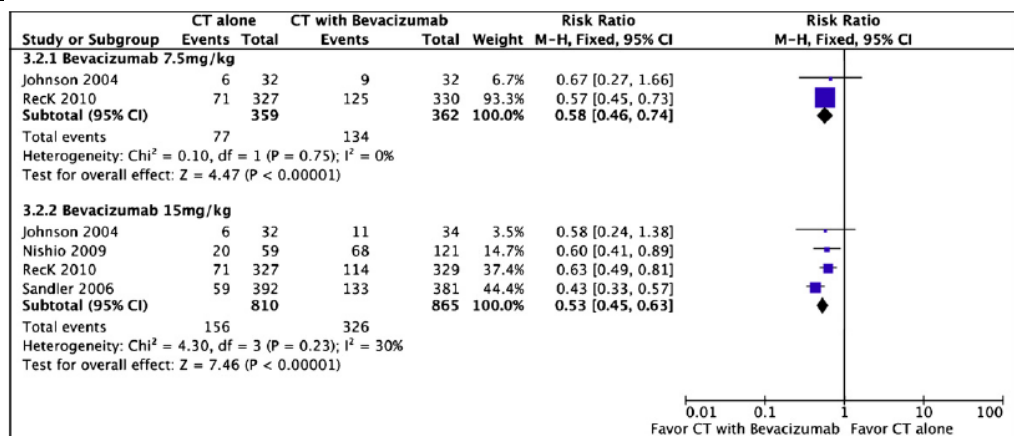 CT alone CT with Bevacizumab Risk Ratio Risk Ratio
Study or Subgroup Events Total Events Total Weight M-H, Fixed, 95% CI M-H, Fixed, 95% CI
3.2.1 Bevacizumab 7.5mg/kg
Johnson 2004 6 32 9 32 6.7% 0.67 [0.27, 1.66]
RecK 2010 71 327 125 330 93.3% 0.57 [0.45, 0.73]
Subtotal (95% CI) 359 362 100.0% 0.58 [0.46, 0.74]
Total events 77 134
Heterogeneity: Chi² = 0.10, df = 1 (P = 0.75); I² = 0%
Test for overall effect: Z = 4.47 (P < 0.00001)
3.2.2 Bevacizumab 15mg/kg
Johnson 2004 6 32 11 34 3.5% 0.58 [0.24, 1.38]
Nishio 2009 20 59 68 121 14.7% 0.60 [0.41, 0.89]
RecK 2010 71 327 114 329 37.4% 0.63 [0.49, 0.81]
Sandler 2006 59 392 133 381 44.4% 0.43 [0.33, 0.57]
Subtotal (95% CI) 810 865 100.0% 0.53 [0.45, 0.63]
Total events 156 326
Heterogeneity: Chi² = 4.30, df = 3 (P = 0.23); I² = 30%
Test for overall effect: Z = 7.46 (P < 0.00001)
0.01 0.1 1 10 100
Favor CT with Bevacizumab Favor CT alone